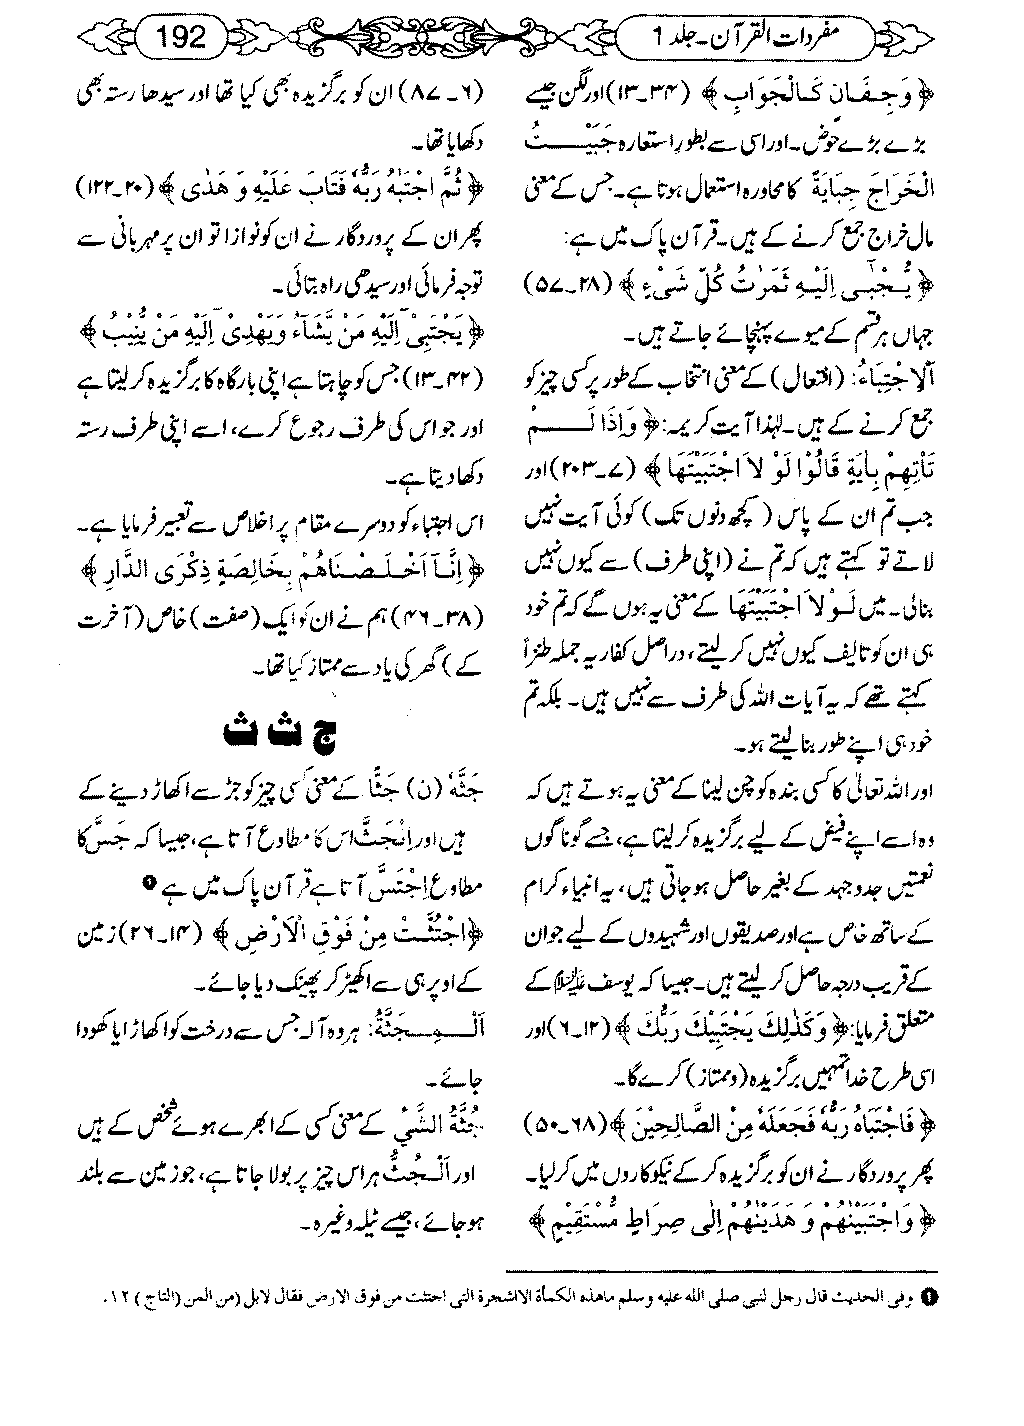 مفردات القرآن۔جلد 1
192
﴿وَجِفَانٍ كَالْجَوَابِ﴾ (۳۴۔۱۳) اور لگن جیسے
بڑے بڑے حوض۔ اور اسی سے بطور استعارہ جَبَيْتُ
الْخَرَاجَ جِبَايَةً کا محاورہ استعمال ہوتا ہے۔ جس کے معنی
مال خراج جمع کرنے کے ہیں۔ قرآن پاک میں ہے:
﴿يُّجْبٰٓى اِلَيْهِ ثَمَرٰتُ كُلِّ شَیْءٍ﴾ (۲۸۔۵۷)
جہاں ہر قسم کے میوے پہنچائے جاتے ہیں۔
اَلْاِجْتِبَاءُ: (افتعال) کے معنی انتخاب کے طور پر کسی چیز کو
جمع کرنے کے ہیں۔ لہٰذا آیت کریمہ: ﴿وَاِذَا لَمْ
تَاْتِهِمْ بِاٰيَةٍ قَالُوْا لَوْ لَا اجْتَبَيْتَهَا﴾ (۷۔۲۰۳) اور
جب تم ان کے پاس (کچھ دنوں تک) کوئی آیت نہیں
لاتے تو کہتے ہیں کہ تم نے (اپنی طرف) سے کیوں نہیں
بنالی۔ میں لَوْلَا اجْتَبَيْتَهَا کے معنی یہ ہوں گے کہ تم خود
ہی ان کو تالیف کیوں نہیں کر لیتے، دراصل کفار یہ جملہ طنزاً
کہتے تھے کہ یہ آیات اللہ کی طرف سے نہیں ہیں۔ بلکہ تم
خود ہی اپنے طور بنا لیتے ہو۔
اور اللہ تعالیٰ کا کسی بندہ کو چن لینا کے معنی یہ ہوتے ہیں کہ
وہ اسے اپنے فیض کے لیے برگزیدہ کر لیتا ہے، جسے گوناگوں
نعمتیں جدوجہد کے بغیر حاصل ہو جاتی ہیں، یہ انبیاء کرام
کے ساتھ خاص ہے اور صدیقوں اور شہیدوں کے لیے جو ان
کے قریب درجہ حاصل کر لیتے ہیں۔ جیسا کہ یوسف علیہ السلام کے
متعلق فرمایا: ﴿وَكَذٰلِكَ يَجْتَبِيْكَ رَبُّكَ﴾ (۱۲۔۶) اور
اسی طرح خدا تمہیں برگزیدہ (وممتاز) کرے گا۔
﴿فَاجْتَبَاهُ رَبُّهٗ فَجَعَلَهٗ مِنَ الصَّالِحِيْنَ﴾ (۶۸۔۵۰)
پھر پروردگار نے ان کو برگزیدہ کر کے نیکوکاروں میں کر لیا۔
﴿وَاجْتَبَيْنٰهُمْ وَ هَدَيْنٰهُمْ اِلٰى صِرَاطٍ مُّسْتَقِيْمٍ﴾
(۶۔۸۷) ان کو برگزیدہ بھی کیا تھا اور سیدھا رستہ بھی
دکھایا تھا۔
﴿ثُمَّ اجْتَبٰهُ رَبُّهٗ فَتَابَ عَلَيْهِ وَ هَدٰى﴾ (۲۰۔۱۲۲)
پھر ان کے پروردگار نے ان کو نوازا تو ان پر مہربانی سے
توجہ فرمائی اور سیدھی راہ بتائی۔
﴿يَجْتَبِىْٓ اِلَيْهِ مَنْ يَّشَآءُ وَيَهْدِىْٓ اِلَيْهِ مَنْ يُّنِيْبُ﴾
(۴۲۔۱۳) جس کو چاہتا ہے اپنی بارگاہ کا برگزیدہ کر لیتا ہے
اور جو اس کی طرف رجوع کرے، اسے اپنی طرف رستہ
دکھا دیتا ہے۔
اس اجتباء کو دوسرے مقام پر اخلاص سے تعبیر فرمایا ہے۔
﴿اِنَّآ اَخْلَصْنَاهُمْ بِخَالِصَةٍ ذِكْرَى الدَّارِ﴾
(۳۸۔۴۶) ہم نے ان کو ایک (صفت) خاص (آخرت
کے) گھر کی یاد سے ممتاز کیا تھا۔
ج ث ث
جَثَّهٗ (ن) جَثًّا کے معنی کسی چیز کو جڑ سے اکھاڑ دینے کے
ہیں اور اِنْجَثَّ اس کا مطاوع آتا ہے، جیسا کہ جَسَّ کا
مطاوع اِجْتَسَّ آتا ہے قرآن پاک میں ہے ❶
﴿اجْتُثَّتْ مِنْ فَوْقِ الْاَرْضِ﴾ (۱۴۔۲۶) زمین
کے اوپر ہی سے اکھیڑ کر پھینک دیا جائے۔
اَلْمِجَثَّةُ: ہر وہ آلہ جس سے درخت کو اکھاڑا یا کھودا
جائے۔
جُثَّةُ الشَّيْءِ کے معنی کسی کے ابھرے ہوئے شخص کے ہیں
اور اَلْجُثُّ ہر اس چیز پر بولا جاتا ہے، جو زمین سے بلند
ہو جائے، جیسے ٹیلہ وغیرہ۔
❶ وفى الحديث قال رجل لنبى صلى الله عليه وسلم ماهذه الكمأة الاالشجرة التى اجتثت من فوق الارض فقال لابل (من المن (التاج) ۱۲.